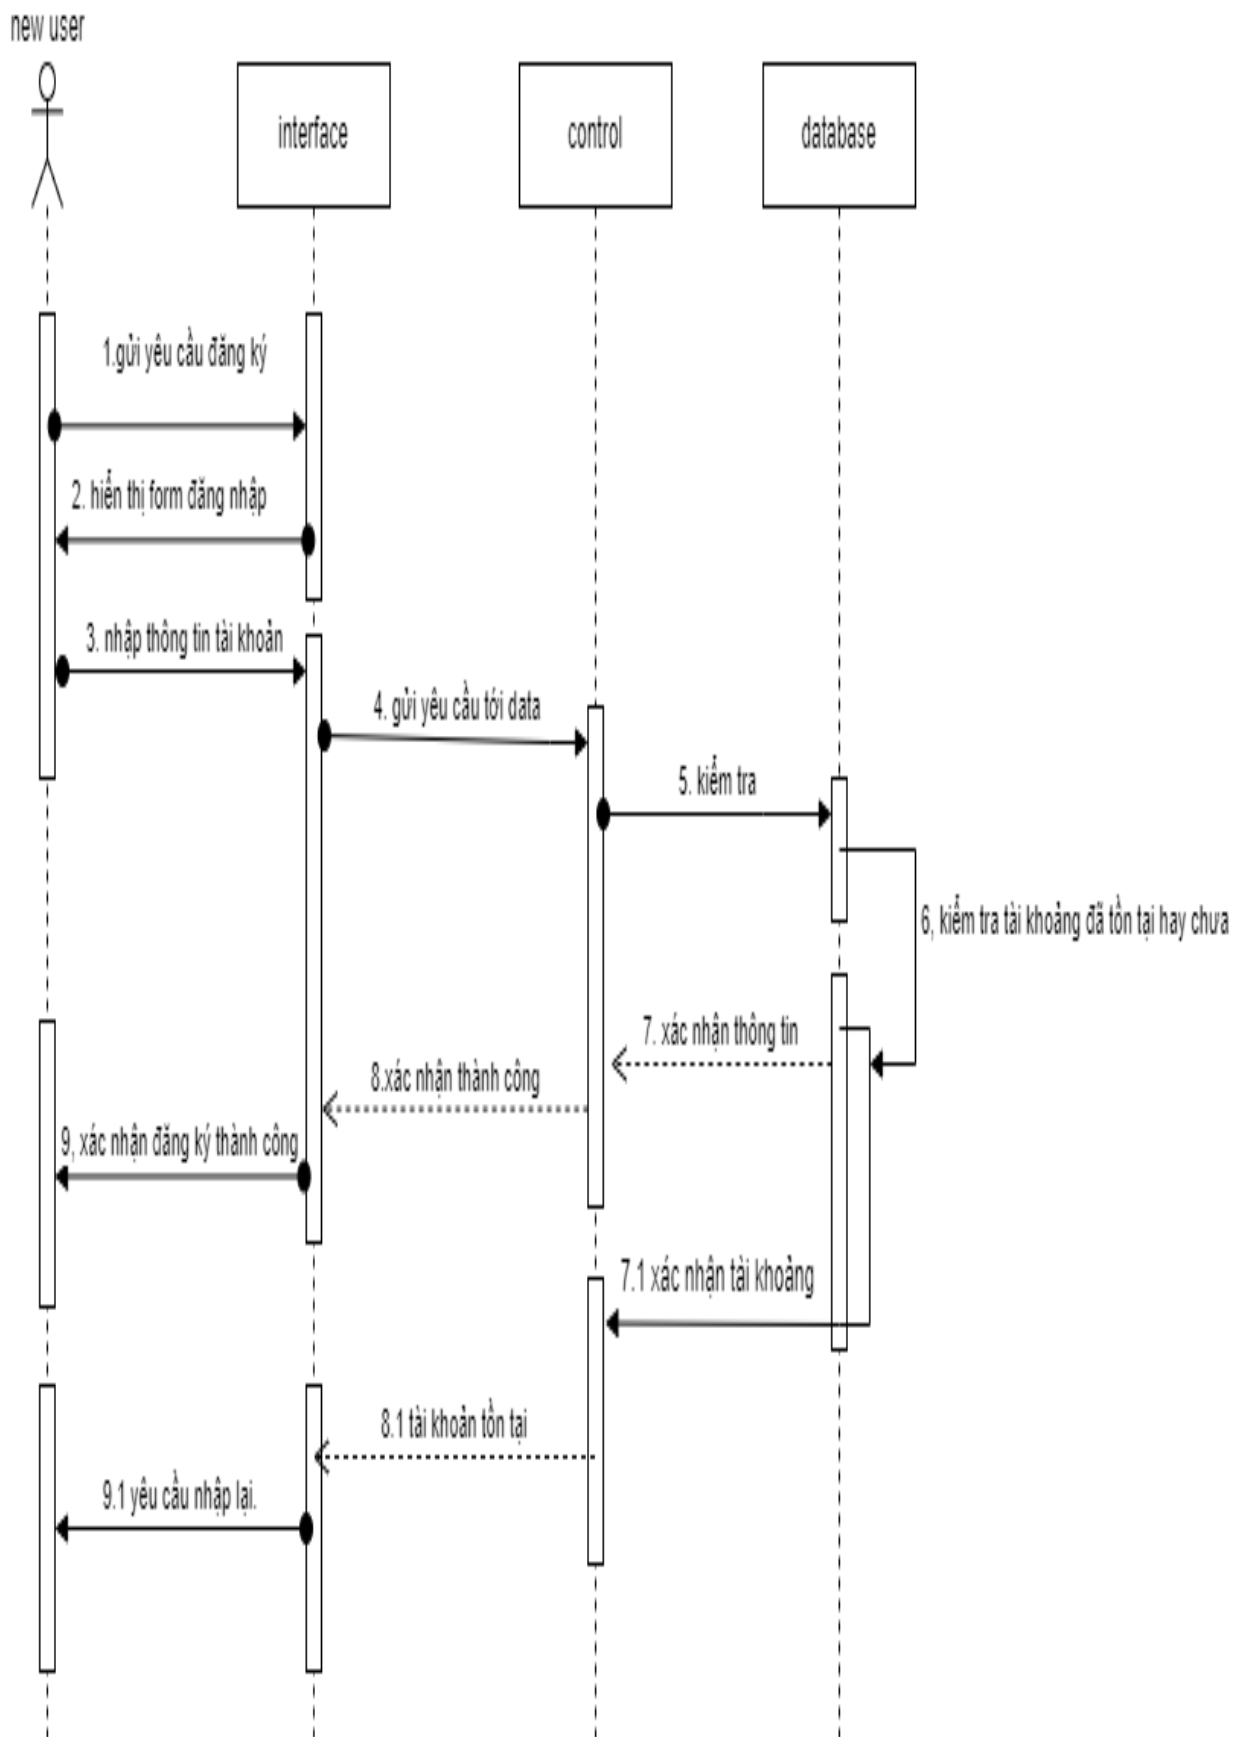 new user
interface
control
database
1.gửi yêu cầu đăng ký
2. hiển thị form đăng nhập
3. nhập thông tin tài khoản
4. gửi yêu cầu tới data
5. kiểm tra
6, kiểm tra tài khoảng đã tồn tại hay chưa
7. xác nhận thông tin
8.xác nhận thành công
9, xác nhận đăng ký thành công
7.1 xác nhận tài khoảng
8.1 tài khoản tồn tại
9.1 yêu cầu nhập lại.